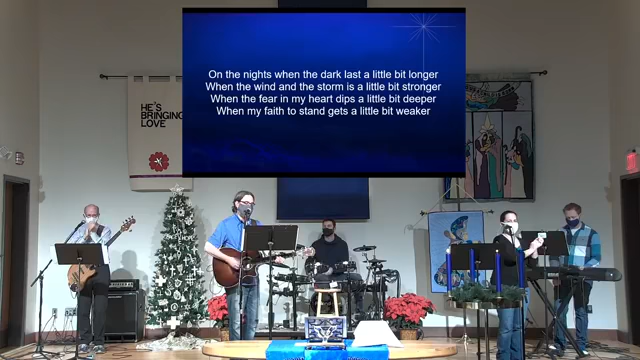 On the nights when the dark last a little bit longer
When the wind and the storm is a little bit stronger
When the fear in my heart dips a little bit deeper
When my faith to stand gets a little bit weaker
HE'S
BRINGING
LOVE